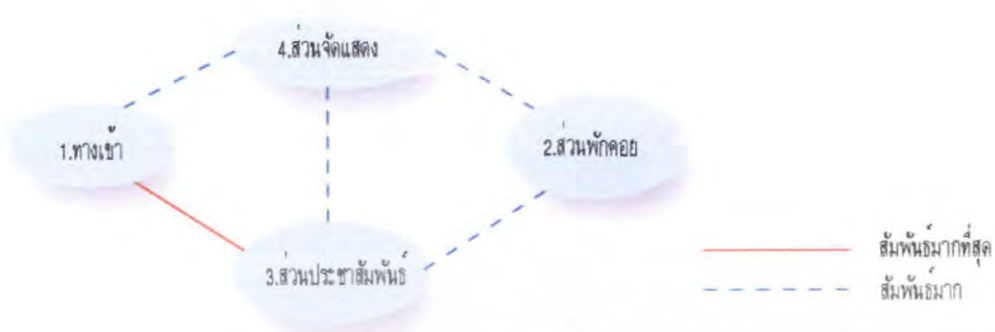 4.ส่วนจัดแสดง
1.ทางเข้า
2.ส่วนพักคอย
3.ส่วนประชาสัมพันธ์
สัมพันธ์มากที่สุด
สัมพันธ์มาก